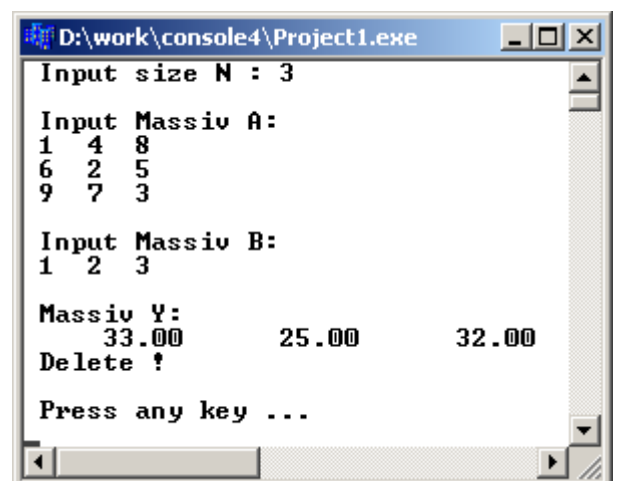 D:\work\console4\Project1.exe
Input size N : 3
Input Massiv A:
1 4 8
6 2 5
9 7 3
Input Massiv B:
1 2 3
Massiv Y:
33.00 25.00 32.00
Delete !
Press any key ...